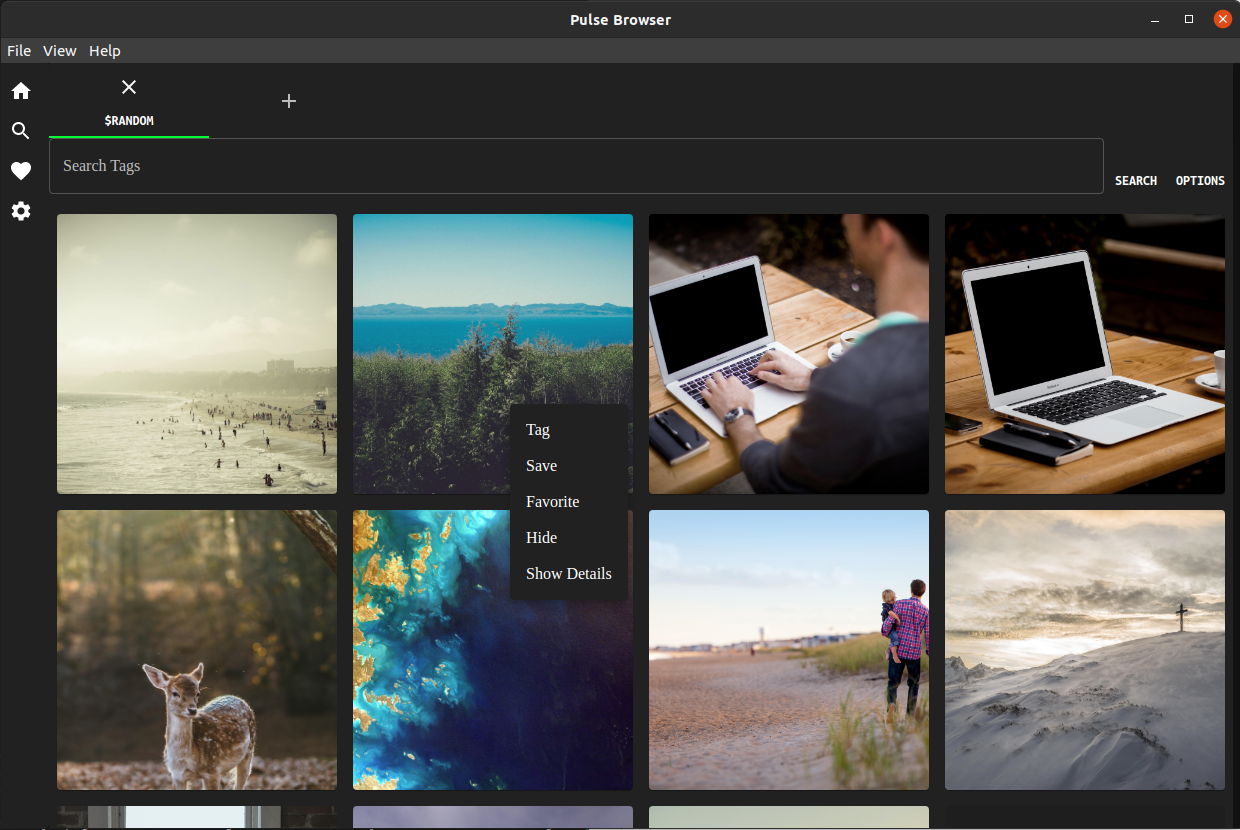 Pulse Browser
File View Help
$RANDOM
Search Tags
SEARCH OPTIONS
Tag
Save
Favorite
Hide
Show Details